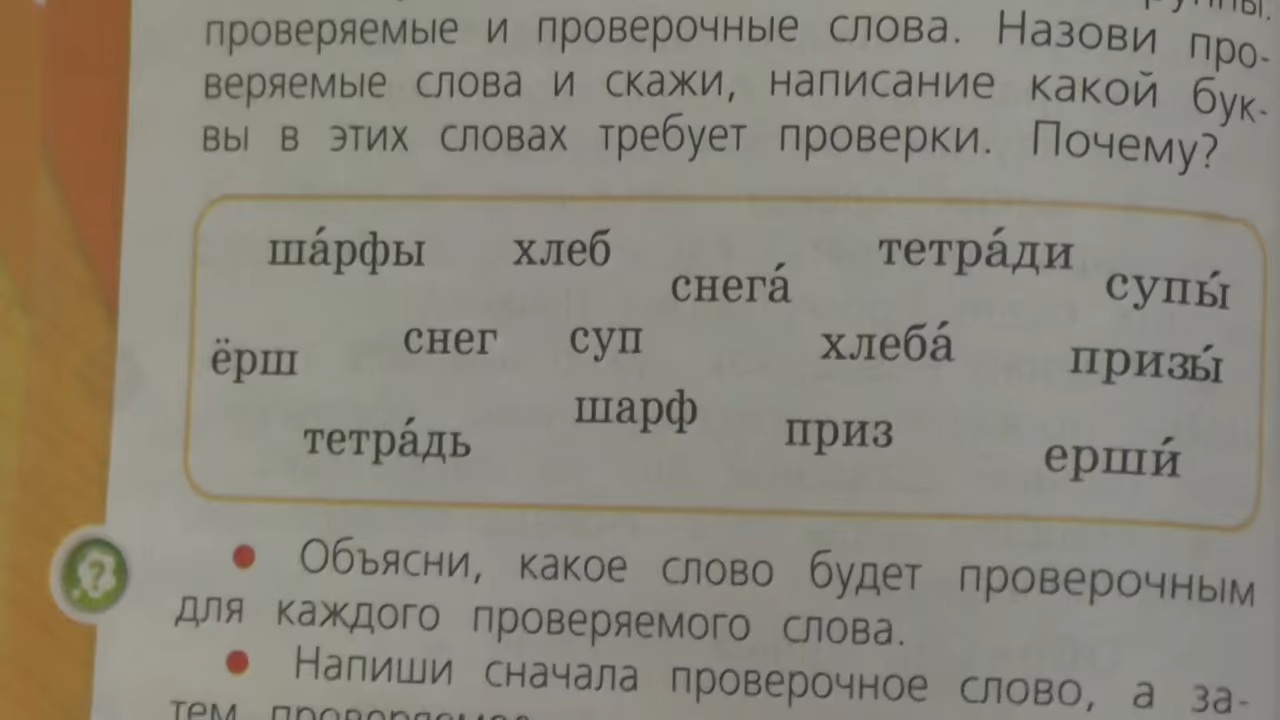 проверяемые и проверочные слова. Назови про-
веряемые слова и скажи, написание какой бук-
вы в этих словах требует проверки. Почему?
ша́рфы хлеб тетра́ди
снега́ супы́
ёрш снег суп хлеба́ призы́
тетра́дь шарф приз ерши́
Объясни, какое слово будет проверочным
для каждого проверяемого слова.
Напиши сначала проверочное слово, а за-
тем